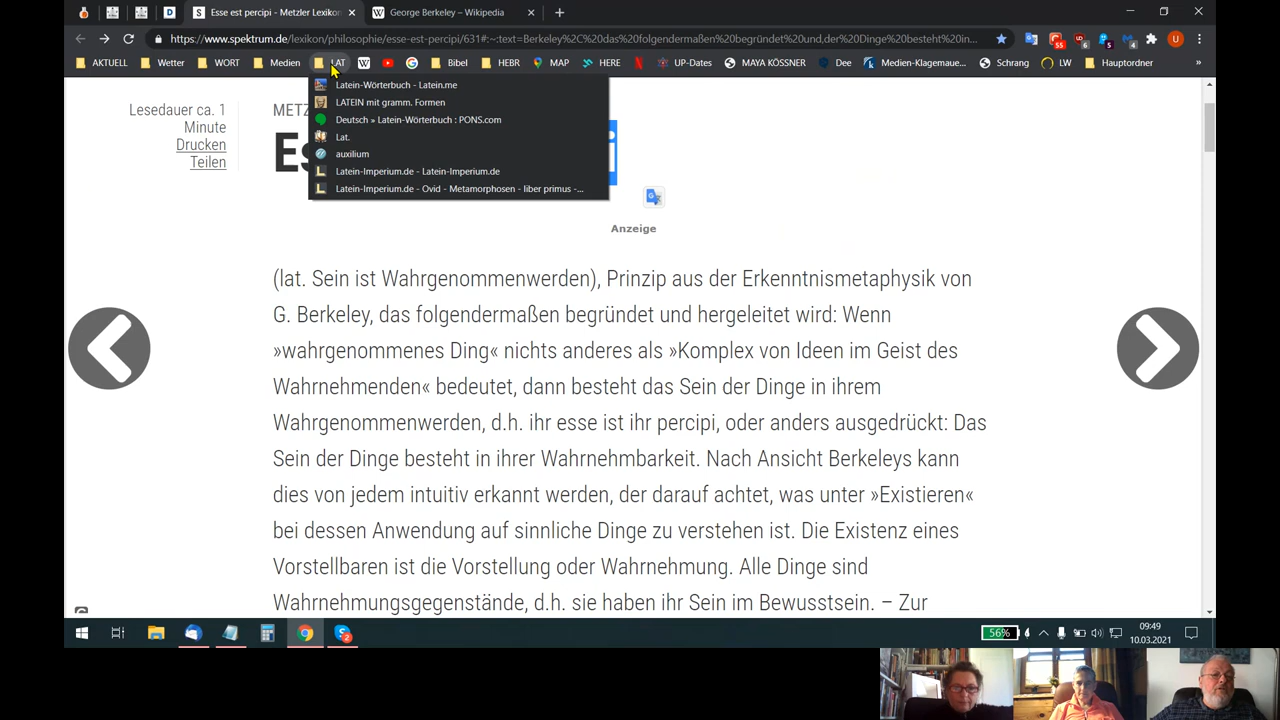 Esse est percipi - Metzler Lexikon
George Berkeley – Wikipedia
https://www.spektrum.de/lexikon/philosophie/esse-est-percipi/631#:~:text=Berkeley%2C%20das%20folgendermaßen%20begründet%20und,der%20Dinge%20besteht%20in...
55
6
5
U
AKTUELL
Wetter
WORT
Medien
LAT
Bibel
HEBR
MAP
HERE
UP-Dates
MAYA KÖSSNER
Dee
Medien-Klagemaue...
Schrang
LW
Hauptordner
»
Latein-Wörterbuch - Latein.me
LATEIN mit gramm. Formen
Deutsch » Latein-Wörterbuch : PONS.com
Lat.
auxilium
Latein-Imperium.de - Latein-Imperium.de
Latein-Imperium.de - Ovid - Metamorphosen - liber primus -...
Lesedauer ca. 1
Minute
Drucken
Teilen
METZ
Es
i
Anzeige
(lat. Sein ist Wahrgenommenwerden), Prinzip aus der Erkenntnismetaphysik von
G. Berkeley, das folgendermaßen begründet und hergeleitet wird: Wenn
»wahrgenommenes Ding« nichts anderes als »Komplex von Ideen im Geist des
Wahrnehmenden« bedeutet, dann besteht das Sein der Dinge in ihrem
Wahrgenommenwerden, d.h. ihr esse ist ihr percipi, oder anders ausgedrückt: Das
Sein der Dinge besteht in ihrer Wahrnehmbarkeit. Nach Ansicht Berkeleys kann
dies von jedem intuitiv erkannt werden, der darauf achtet, was unter »Existieren«
bei dessen Anwendung auf sinnliche Dinge zu verstehen ist. Die Existenz eines
Vorstellbaren ist die Vorstellung oder Wahrnehmung. Alle Dinge sind
Wahrnehmungsgegenstände, d.h. sie haben ihr Sein im Bewusstsein. – Zur
56%
09:49
10.03.2021